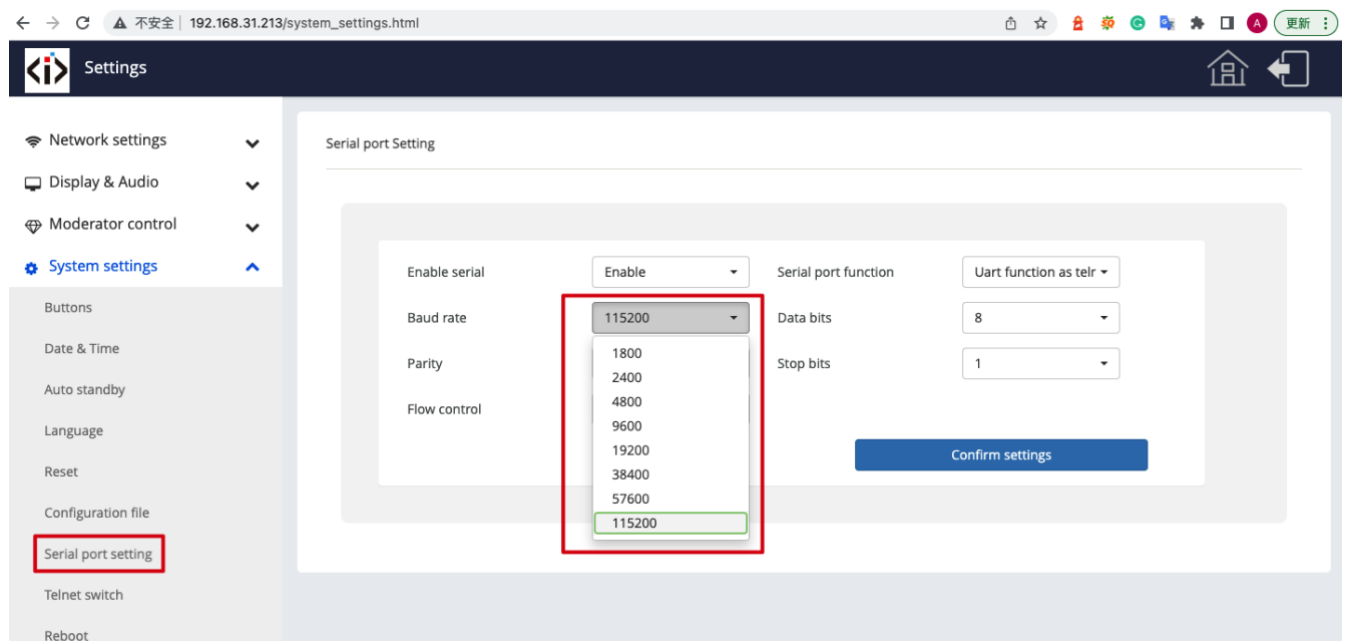 不安全 192.168.31.213/system_settings.html
A 更新
<i> Settings
Network settings
Display & Audio
Moderator control
System settings
Buttons
Date & Time
Auto standby
Language
Reset
Configuration file
Serial port setting
Telnet switch
Reboot
Serial port Setting
Enable serial Enable Serial port function Uart function as telr
Baud rate 115200 Data bits 8
Parity Stop bits 1
Flow control
1800
2400
4800
9600
19200
38400
57600
115200
Confirm settings